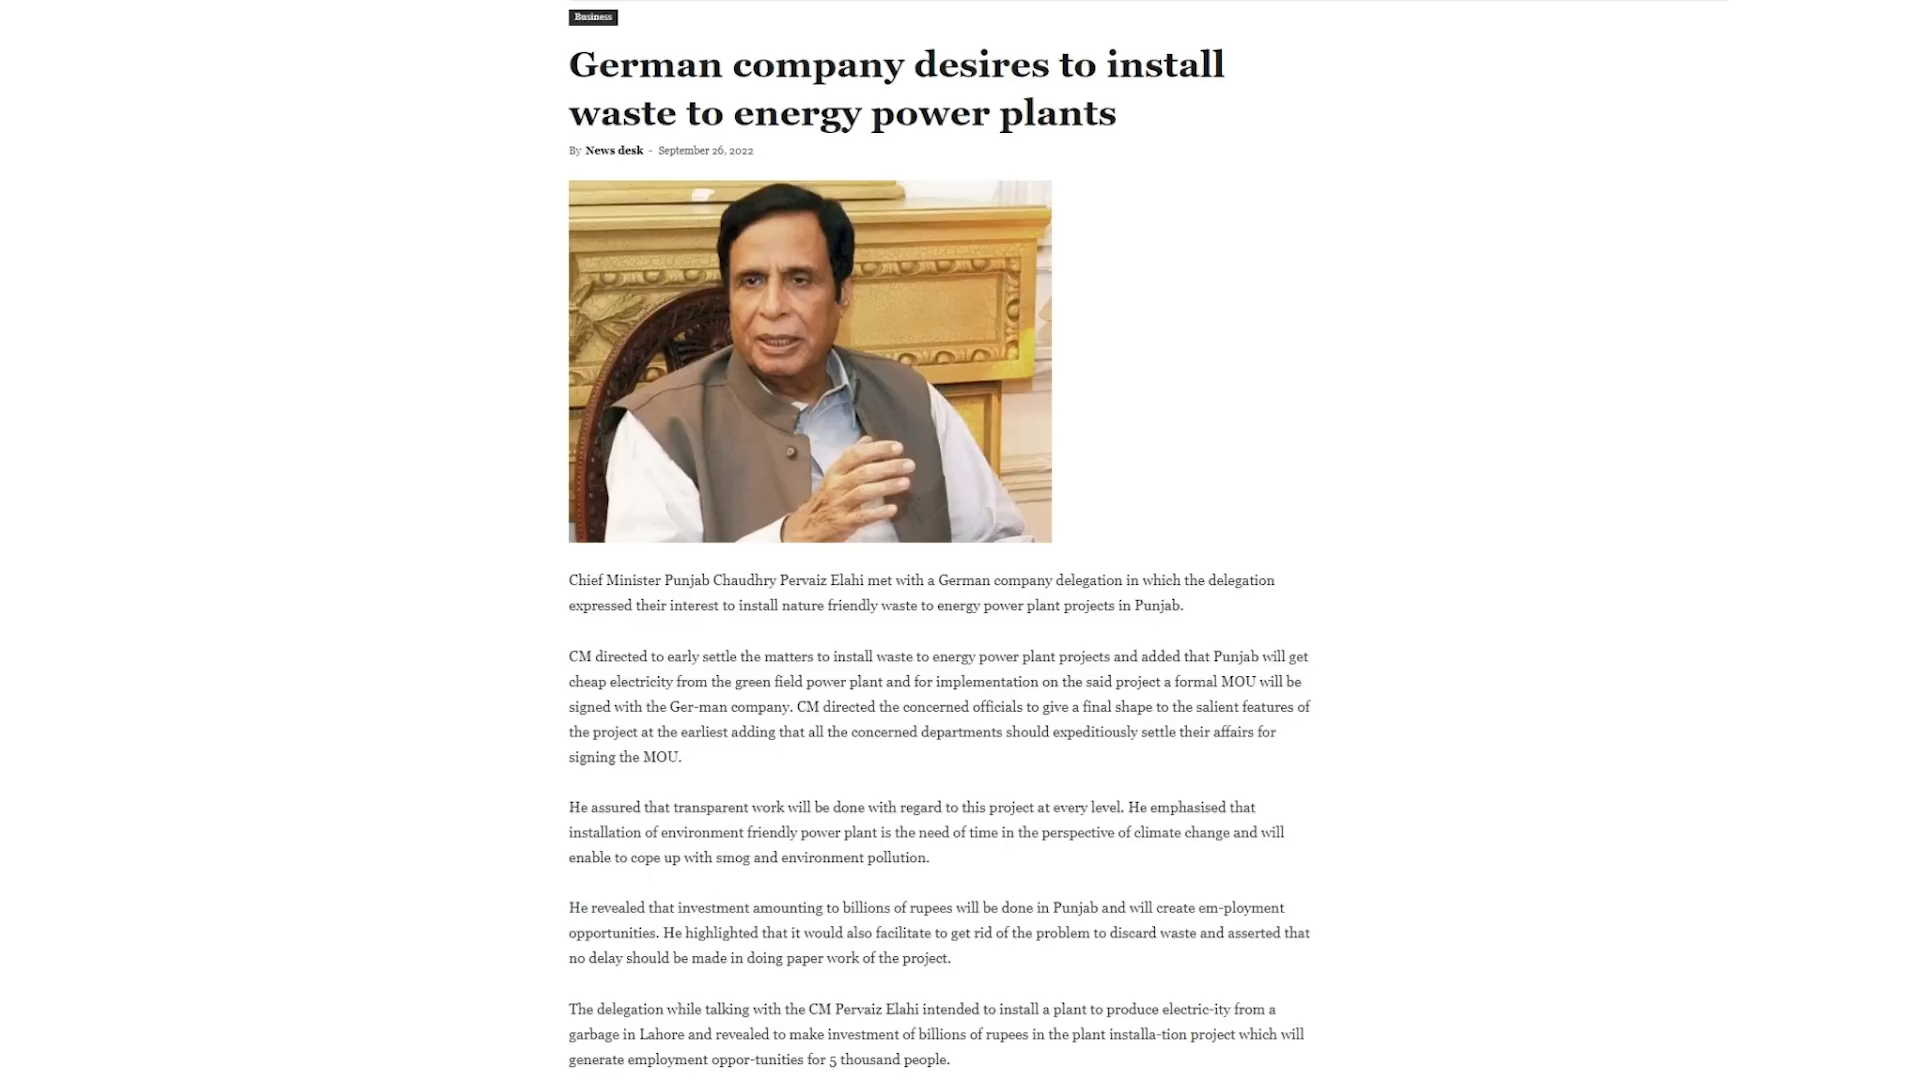 Business
German company desires to install
waste to energy power plants
By News desk - September 26, 2022
Chief Minister Punjab Chaudhry Pervaiz Elahi met with a German company delegation in which the delegation
expressed their interest to install nature friendly waste to energy power plant projects in Punjab.
CM directed to early settle the matters to install waste to energy power plant projects and added that Punjab will get
cheap electricity from the green field power plant and for implementation on the said project a formal MOU will be
signed with the Ger-man company. CM directed the concerned officials to give a final shape to the salient features of
the project at the earliest adding that all the concerned departments should expeditiously settle their affairs for
signing the MOU.
He assured that transparent work will be done with regard to this project at every level. He emphasised that
installation of environment friendly power plant is the need of time in the perspective of climate change and will
enable to cope up with smog and environment pollution.
He revealed that investment amounting to billions of rupees will be done in Punjab and will create em-ployment
opportunities. He highlighted that it would also facilitate to get rid of the problem to discard waste and asserted that
no delay should be made in doing paper work of the project.
The delegation while talking with the CM Pervaiz Elahi intended to install a plant to produce electric-ity from a
garbage in Lahore and revealed to make investment of billions of rupees in the plant installa-tion project which will
generate employment oppor-tunities for 5 thousand people.